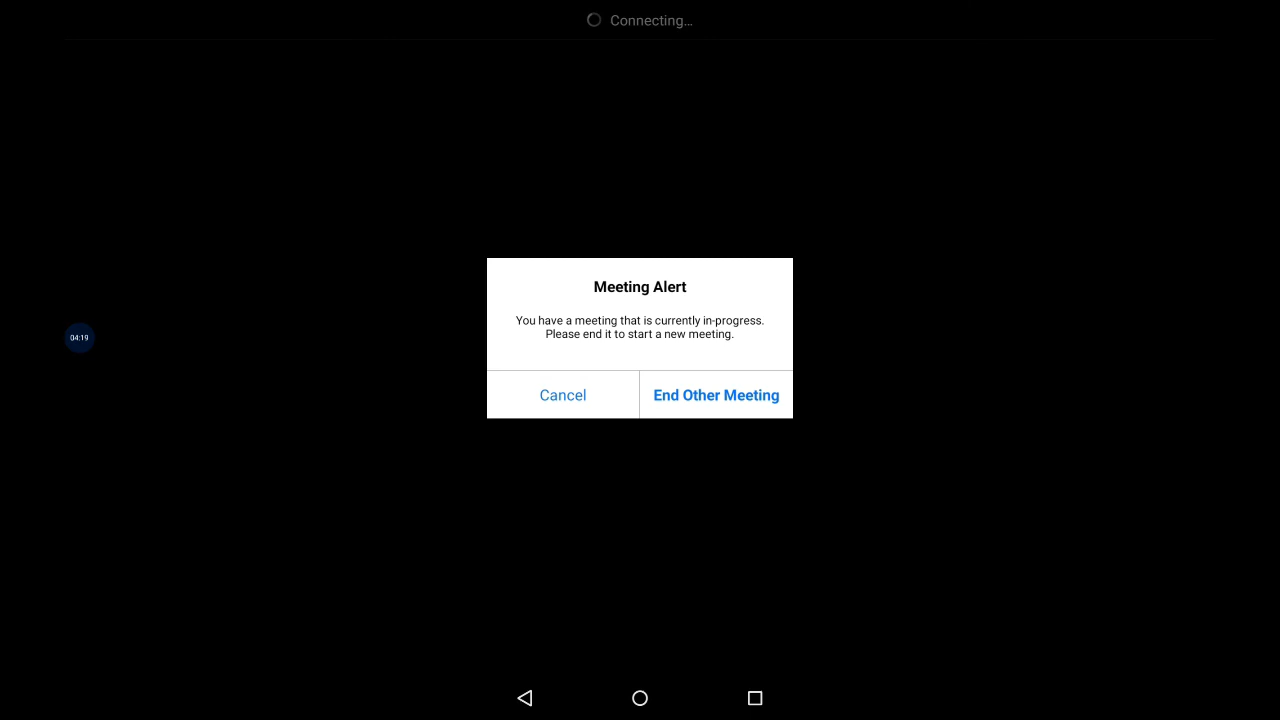 Connecting...
Meeting Alert
You have a meeting that is currently in-progress.
Please end it to start a new meeting.
04:19
Cancel
End Other Meeting